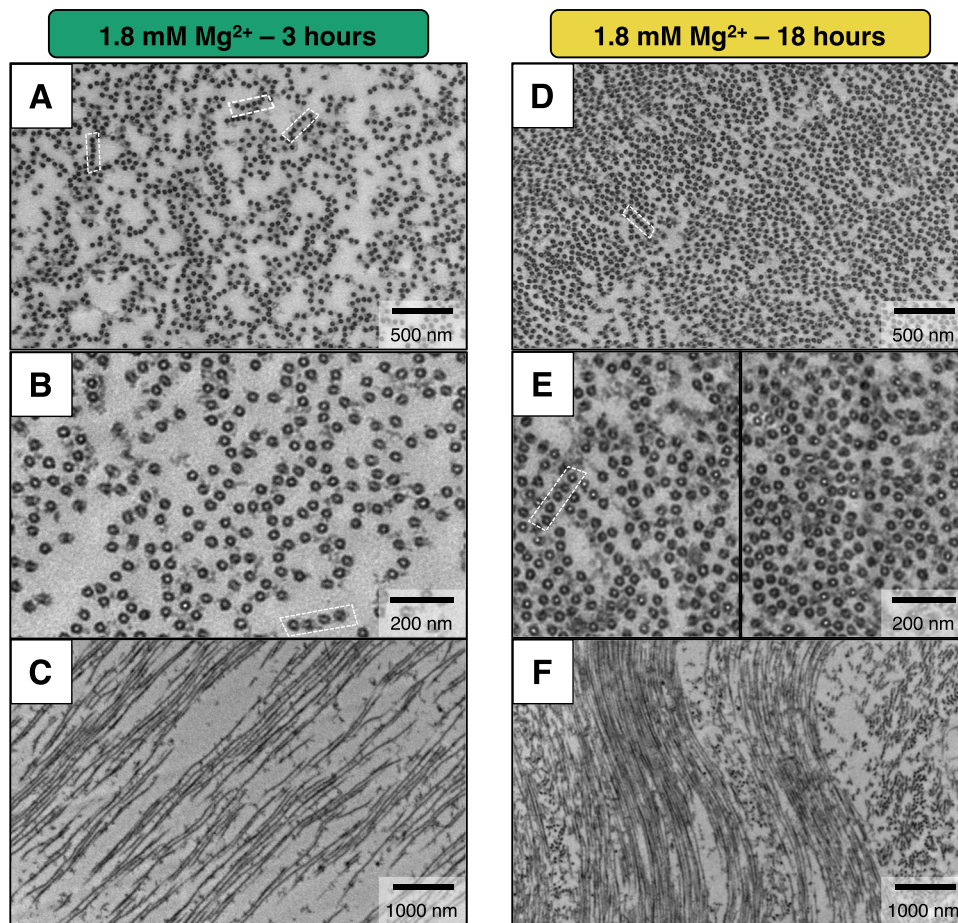 1.8 mM Mg²⁺ – 3 hours
1.8 mM Mg²⁺ – 18 hours
A
500 nm
D
500 nm
B
200 nm
E
200 nm
C
1000 nm
F
1000 nm